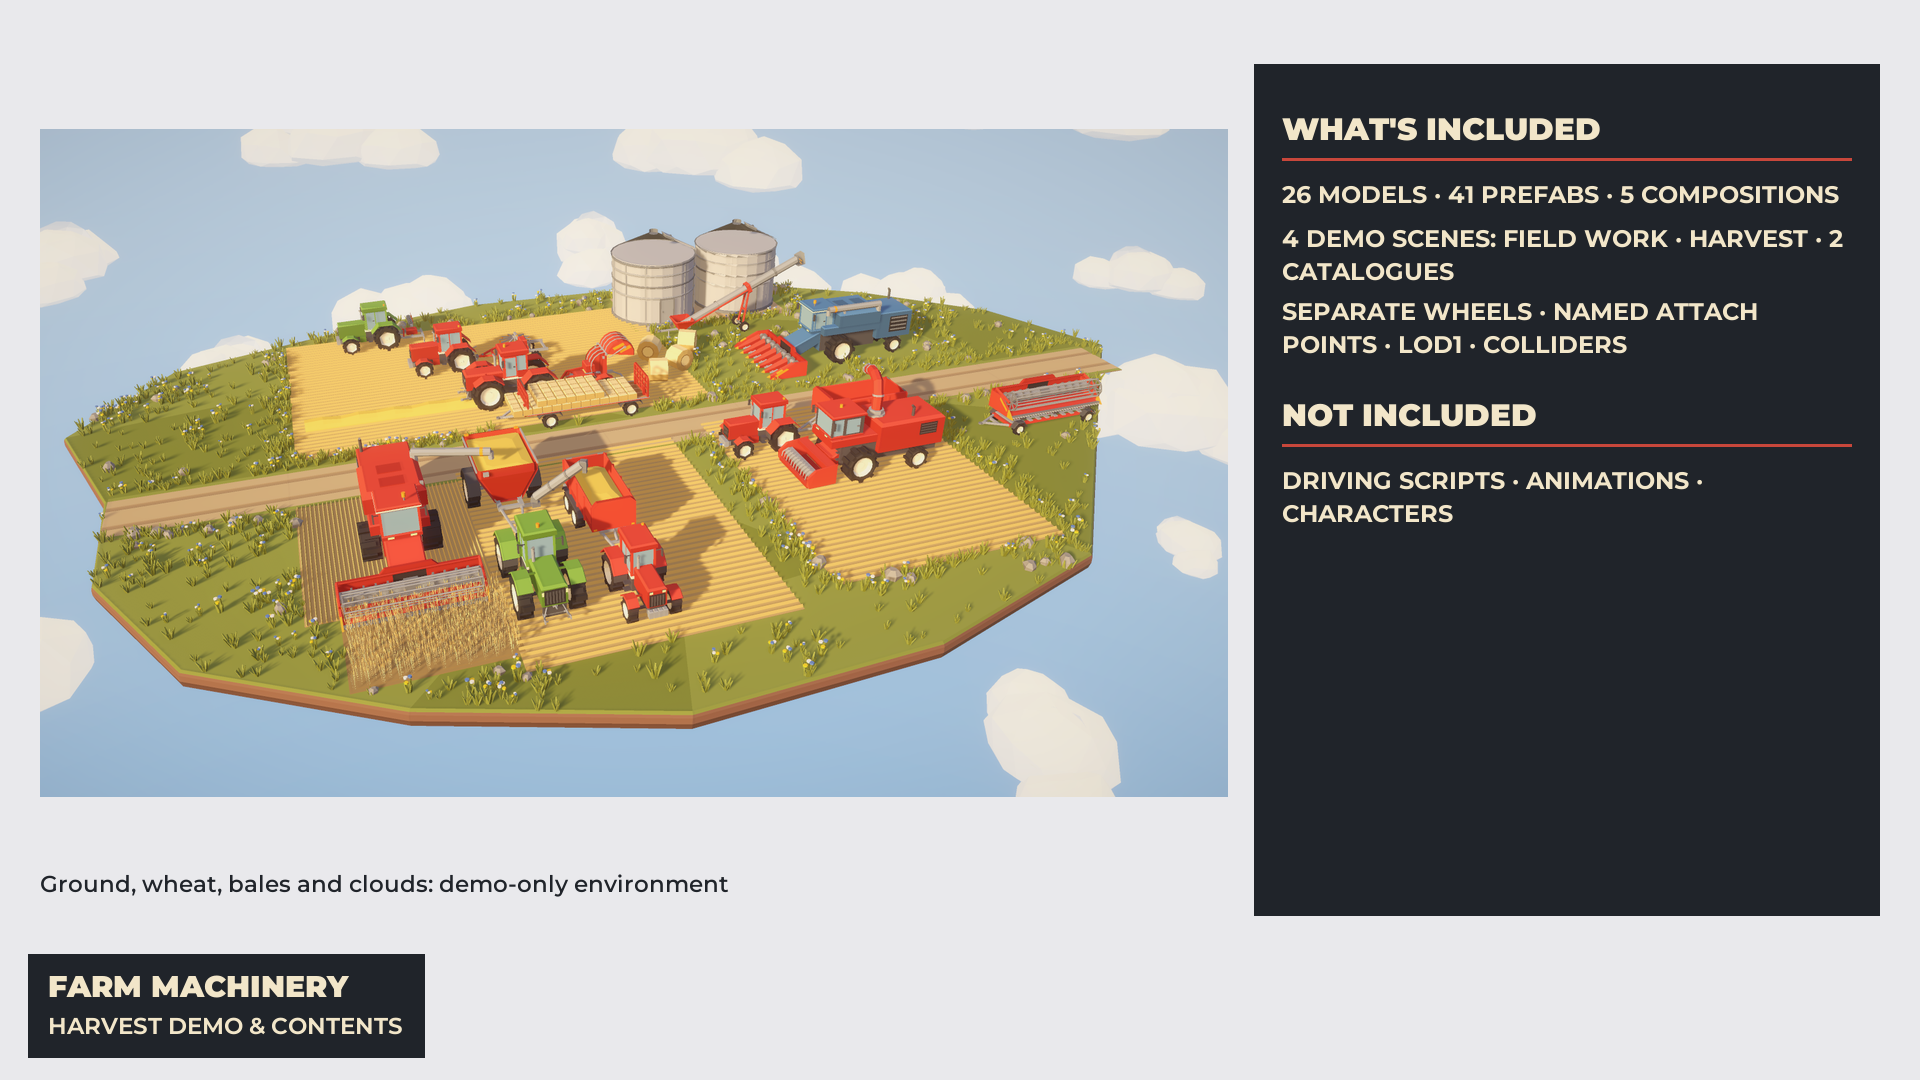 WHAT'S INCLUDED
26 MODELS · 41 PREFABS · 5 COMPOSITIONS
4 DEMO SCENES: FIELD WORK · HARVEST · 2
CATALOGUES
SEPARATE WHEELS · NAMED ATTACH
POINTS · LOD1 · COLLIDERS
NOT INCLUDED
DRIVING SCRIPTS · ANIMATIONS ·
CHARACTERS
Ground, wheat, bales and clouds: demo-only environment
FARM MACHINERY
HARVEST DEMO & CONTENTS